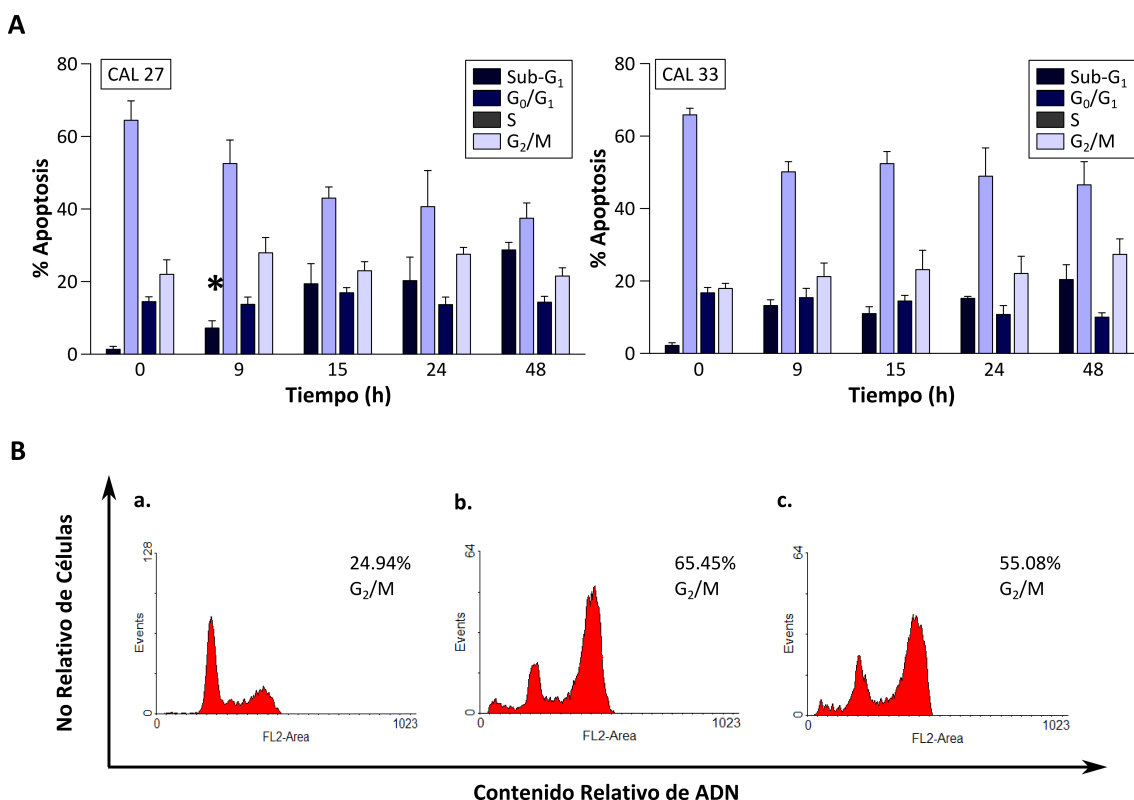 A
CAL 27
Sub-G1
G0/G1
S
G2/M
80
60
40
20
0
% Apoptosis
*
0 9 15 24 48
Tiempo (h)
CAL 33
Sub-G1
G0/G1
S
G2/M
80
60
40
20
0
% Apoptosis
0 9 15 24 48
Tiempo (h)
B
No Relativo de Células
a.
128
0
Events
24.94%
G2/M
0 1023
FL2-Area
b.
64
0
Events
65.45%
G2/M
0 1023
FL2-Area
c.
64
0
Events
55.08%
G2/M
0 1023
FL2-Area
Contenido Relativo de ADN